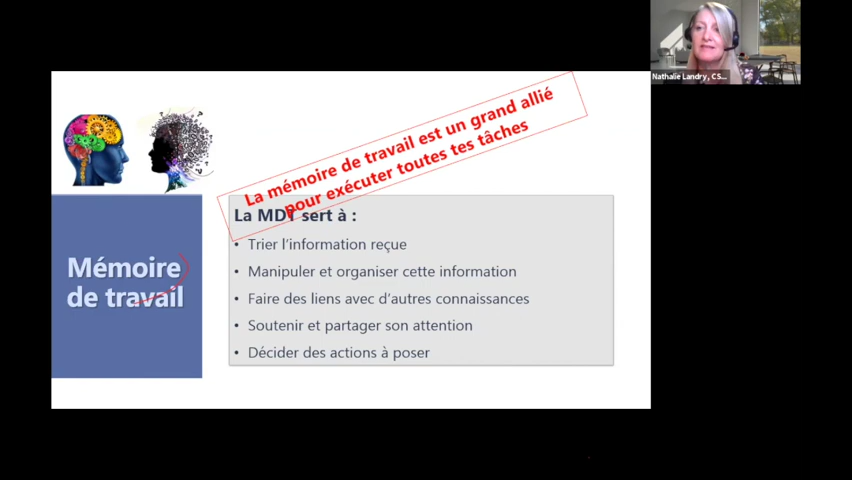 Nathalie Landry, CS...
La mémoire de travail est un grand allié
pour exécuter toutes tes tâches
Mémoire
de travail
La MDT sert à :
• Trier l'information reçue
• Manipuler et organiser cette information
• Faire des liens avec d'autres connaissances
• Soutenir et partager son attention
• Décider des actions à poser